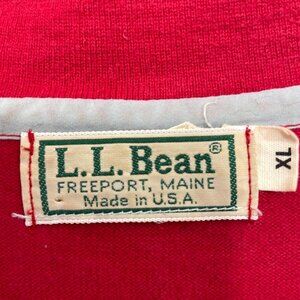 L.L.Bean®
FREEPORT, MAINE
Made in U.S.A.
XL